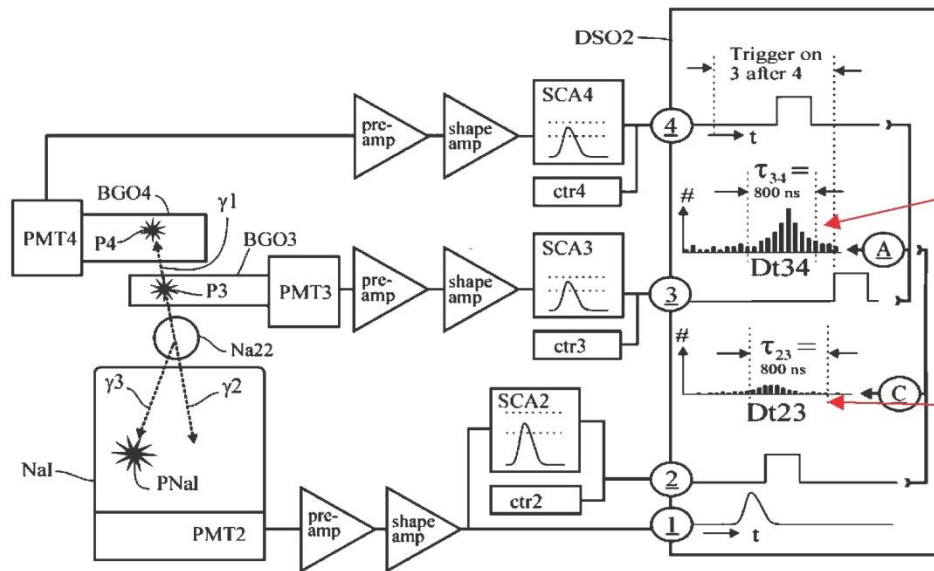 DSO2
Trigger on
3 after 4
SCA4
pre-
amp
shape
amp
4
t
ctr4
τ34 =
800 ns
#
BGO4
γ1
PMT4
P4
BGO3
A
Dt34
SCA3
P3
PMT3
pre-
amp
shape
amp
3
ctr3
Na22
#
τ23 =
800 ns
γ3
γ2
SCA2
C
Dt23
NaI
PNaI
ctr2
2
PMT2
pre-
amp
shape
amp
1
t